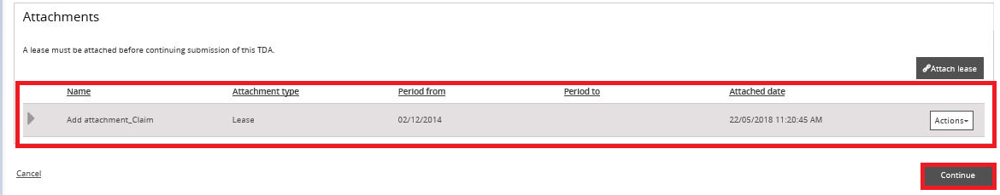 Attachments
A lease must be attached before continuing submission of this TDA.
Attach lease
Name Attachment type Period from Period to Attached date
Add attachment_Claim Lease 02/12/2014 22/05/2018 11:20:45 AM Actions
Cancel Continue